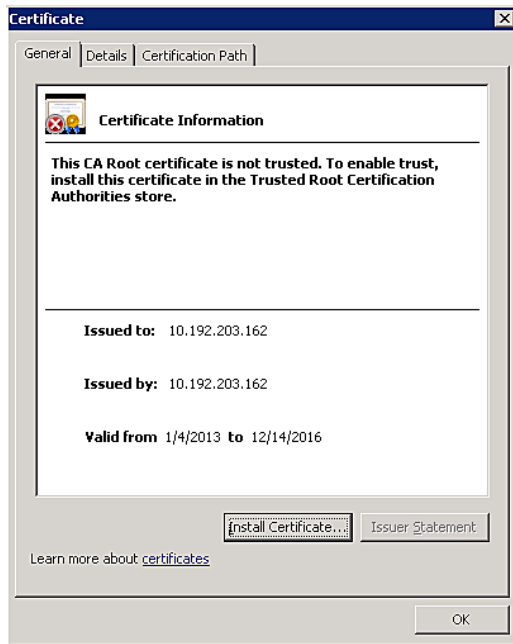 Certificate
General Details Certification Path
Certificate Information
This CA Root certificate is not trusted. To enable trust,
install this certificate in the Trusted Root Certification
Authorities store.
Issued to: 10.192.203.162
Issued by: 10.192.203.162
Valid from 1/4/2013 to 12/14/2016
Install Certificate... Issuer Statement
Learn more about certificates
OK